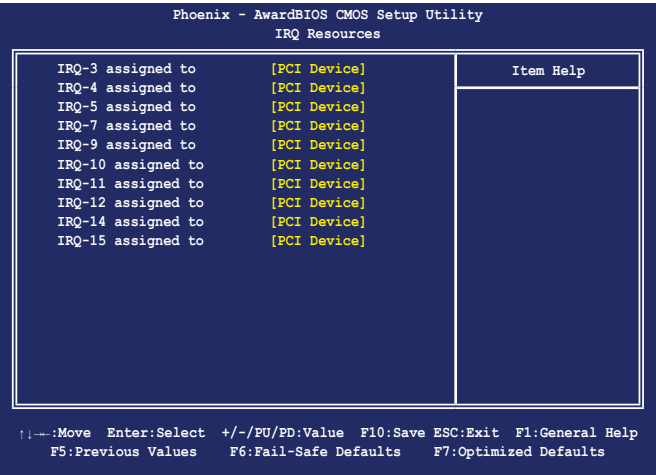 Phoenix - AwardBIOS CMOS Setup Utility
IRQ Resources
IRQ-3 assigned to [PCI Device]
Item Help
IRQ-4 assigned to [PCI Device]
IRQ-5 assigned to [PCI Device]
IRQ-7 assigned to [PCI Device]
IRQ-9 assigned to [PCI Device]
IRQ-10 assigned to [PCI Device]
IRQ-11 assigned to [PCI Device]
IRQ-12 assigned to [PCI Device]
IRQ-14 assigned to [PCI Device]
IRQ-15 assigned to [PCI Device]
↑↓→←:Move Enter:Select +/-/PU/PD:Value F10:Save ESC:Exit F1:General Help
F5:Previous Values F6:Fail-Safe Defaults F7:Optimized Defaults